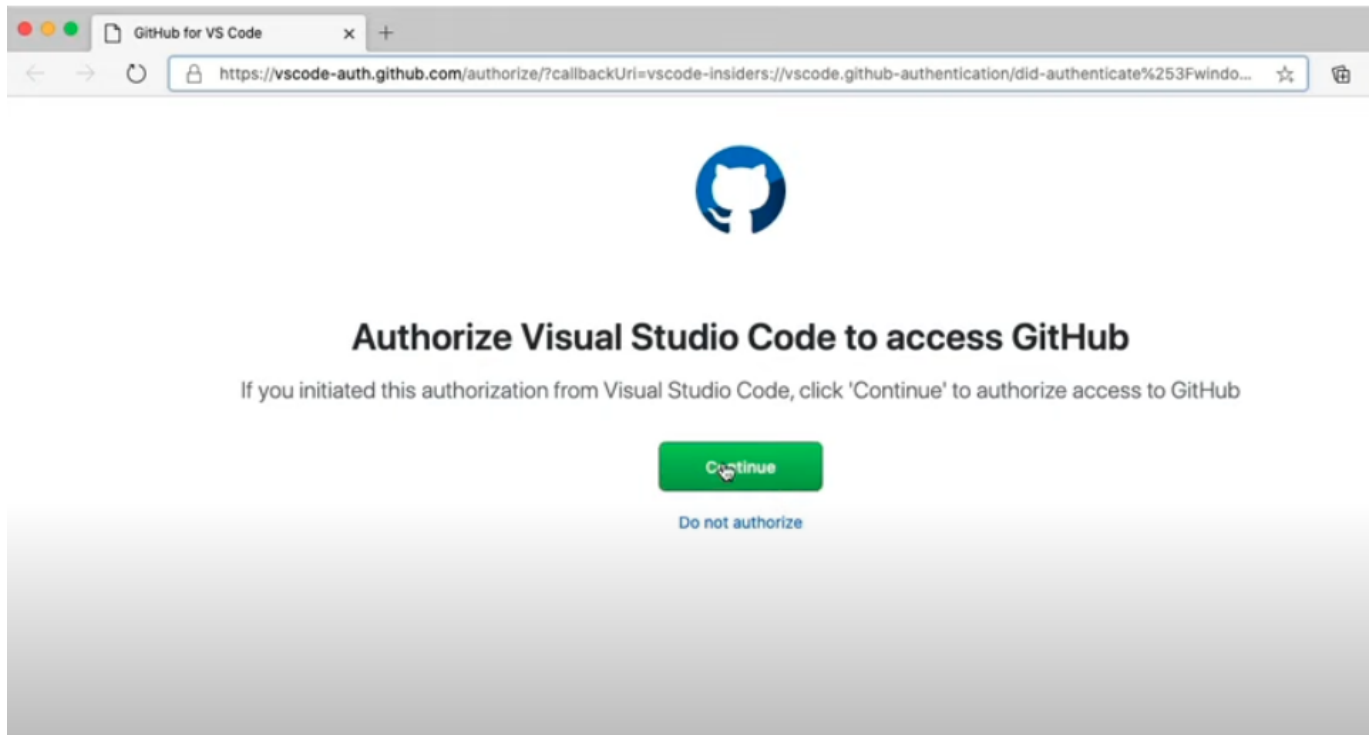 GitHub for VS Code
https://vscode-auth.github.com/authorize/?callbackUri=vscode-insiders://vscode.github-authentication/did-authenticate%253Fwindo...
Authorize Visual Studio Code to access GitHub
If you initiated this authorization from Visual Studio Code, click 'Continue' to authorize access to GitHub
Continue
Do not authorize